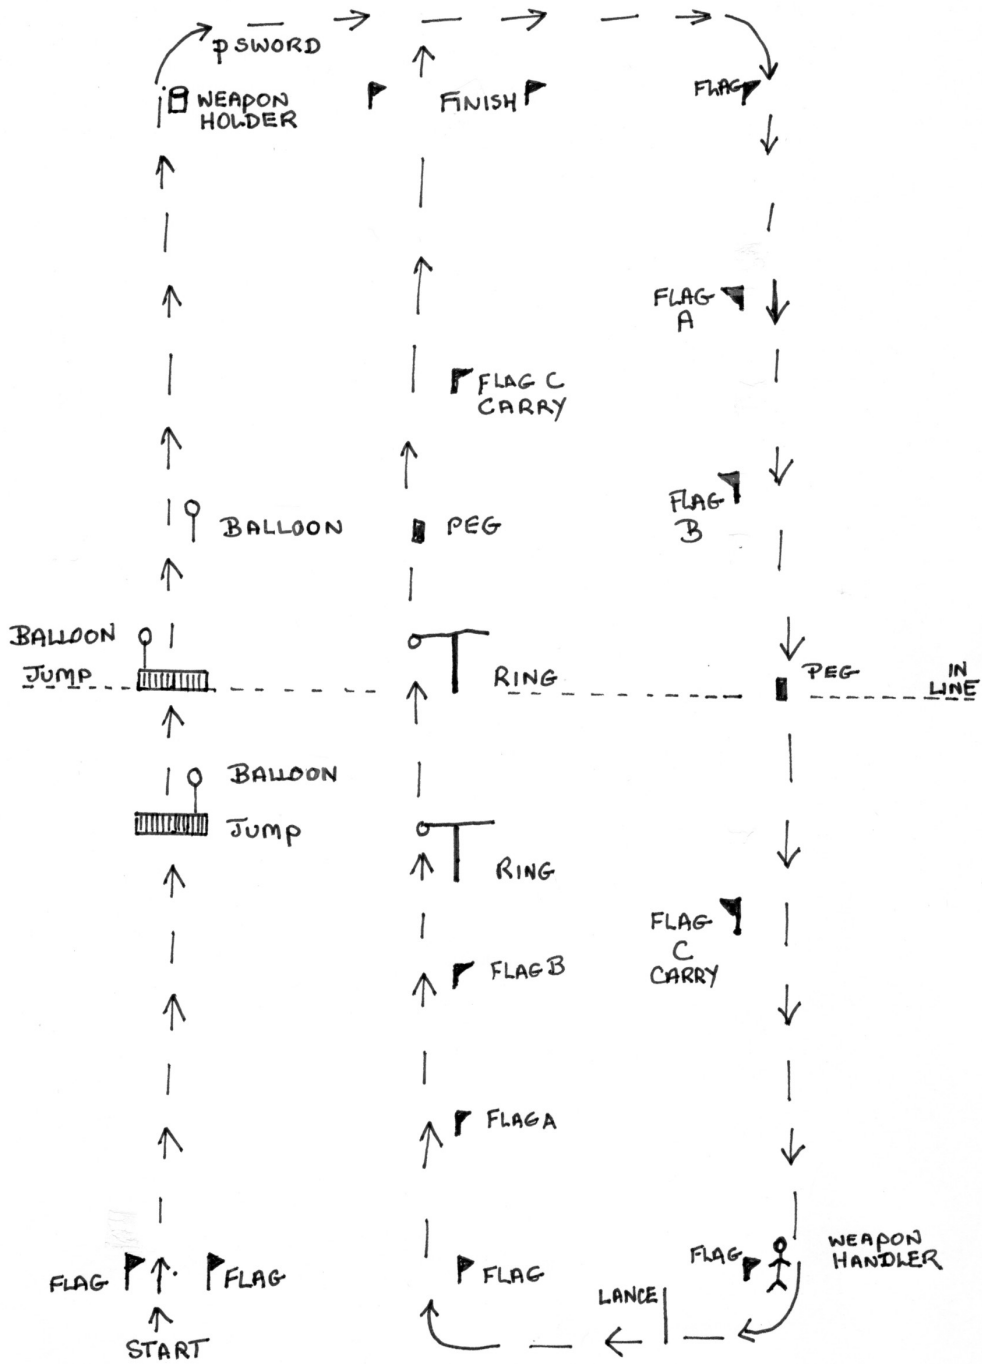 p SWORD
WEAPON
HOLDER
FINISH
FLAG
FLAG
A
FLAG C
CARRY
FLAG
B
BALLOON
PEG
BALLOON
JUMP
RING
PEG
IN
LINE
BALLOON
JUMP
RING
FLAG
C
CARRY
FLAG B
FLAG A
WEAPON
HANDLER
FLAG
FLAG
FLAG
FLAG
LANCE
START